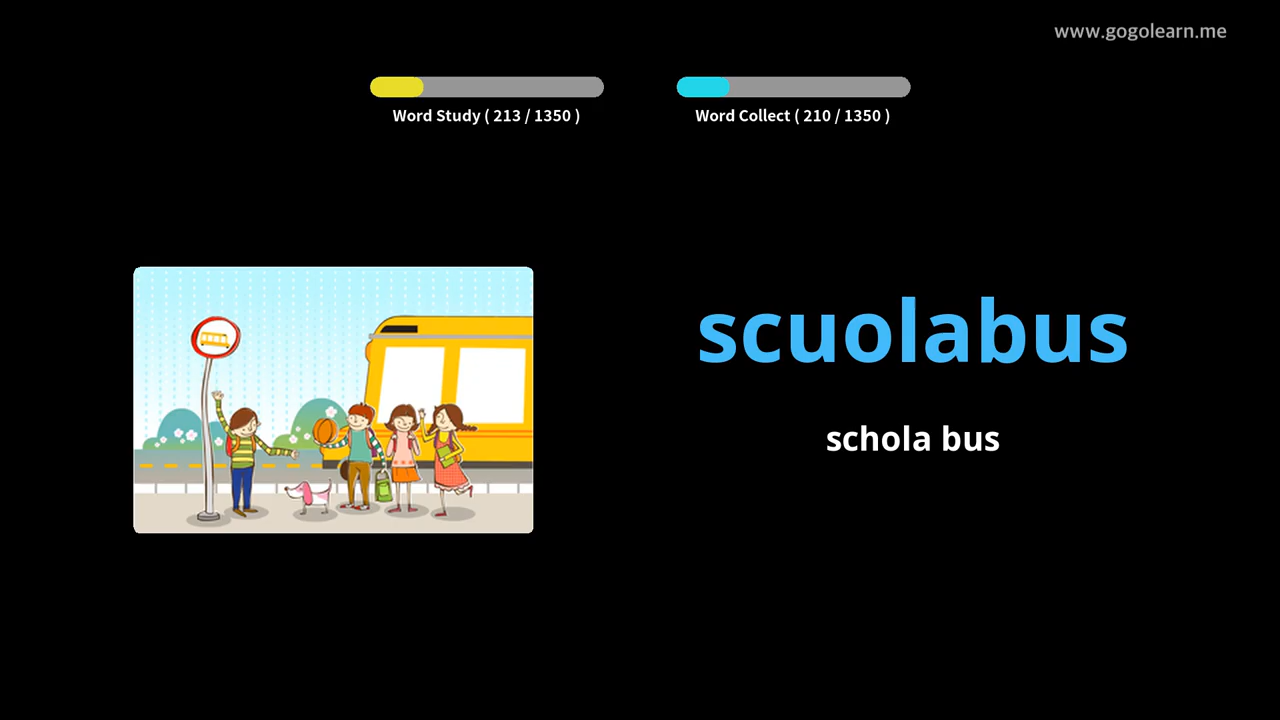 www.gogolearn.me
Word Study ( 213 / 1350 )
Word Collect ( 210 / 1350 )
scuolabus
schola bus